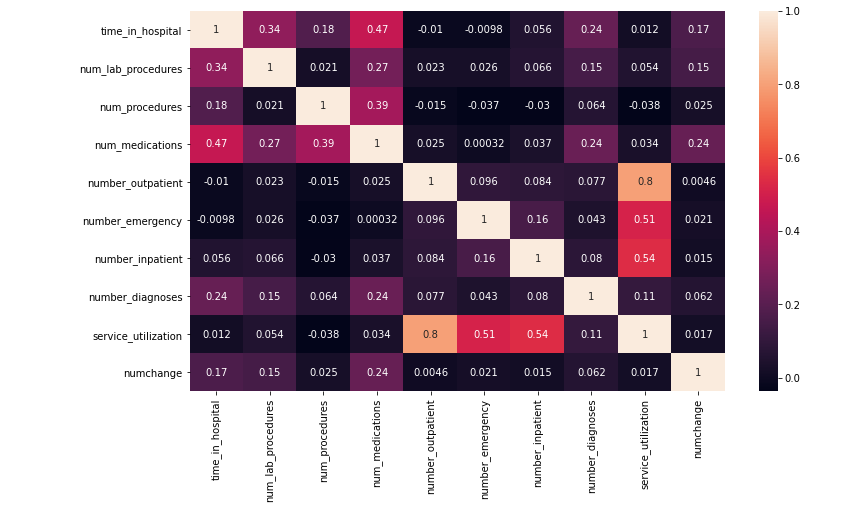 time_in_hospital 1 0.34 0.18 0.47 -0.01 -0.0098 0.056 0.24 0.012 0.17
num_lab_procedures 0.34 1 0.021 0.27 0.023 0.026 0.066 0.15 0.054 0.15
num_procedures 0.18 0.021 1 0.39 -0.015 -0.037 -0.03 0.064 -0.038 0.025
num_medications 0.47 0.27 0.39 1 0.025 0.00032 0.037 0.24 0.034 0.24
number_outpatient -0.01 0.023 -0.015 0.025 1 0.096 0.084 0.077 0.8 0.0046
number_emergency -0.0098 0.026 -0.037 0.00032 0.096 1 0.16 0.043 0.51 0.021
number_inpatient 0.056 0.066 -0.03 0.037 0.084 0.16 1 0.08 0.54 0.015
number_diagnoses 0.24 0.15 0.064 0.24 0.077 0.043 0.08 1 0.11 0.062
service_utilization 0.012 0.054 -0.038 0.034 0.8 0.51 0.54 0.11 1 0.017
numchange 0.17 0.15 0.025 0.24 0.0046 0.021 0.015 0.062 0.017 1
time_in_hospital
num_lab_procedures
num_procedures
num_medications
number_outpatient
number_emergency
number_inpatient
number_diagnoses
service_utilization
numchange
1.0
0.8
0.6
0.4
0.2
0.0